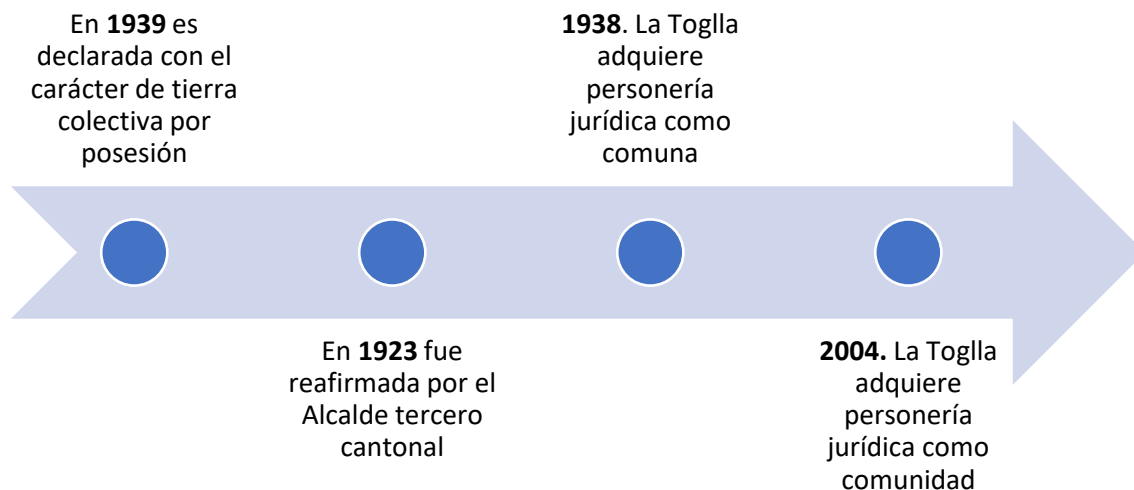 En 1939 es
declarada con el
carácter de tierra
colectiva por
posesión
En 1923 fue
reafirmada por el
Alcalde tercero
cantonal
1938. La Toglla
adquiere
personería
jurídica como
comuna
2004. La Toglla
adquiere
personería
jurídica como
comunidad